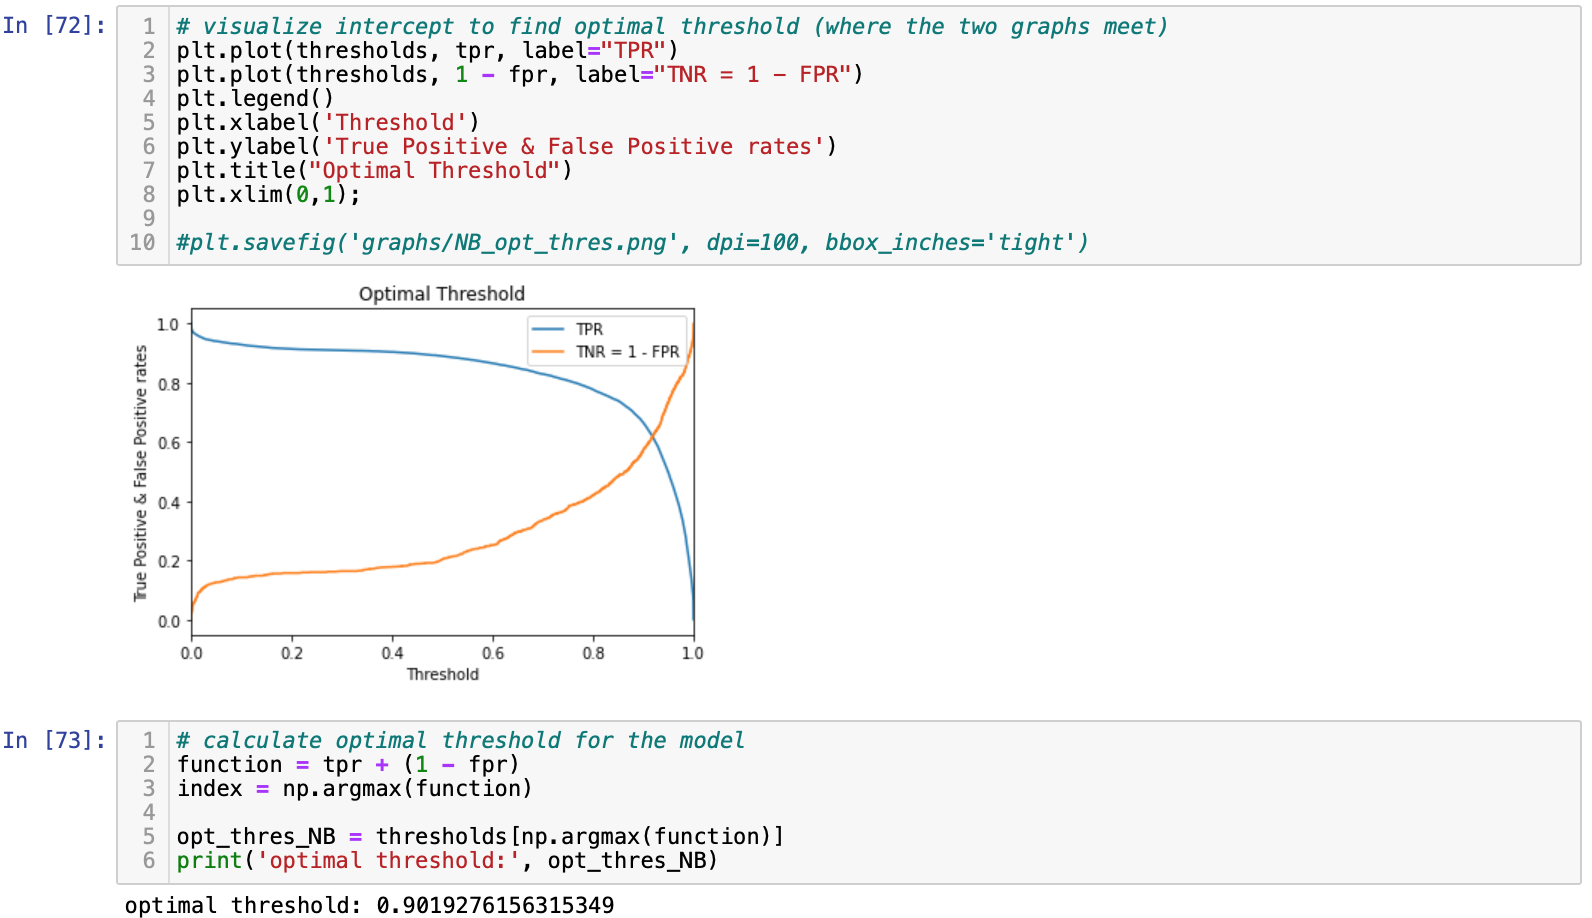 In [72]:
1 # visualize intercept to find optimal threshold (where the two graphs meet)
2 plt.plot(thresholds, tpr, label="TPR")
3 plt.plot(thresholds, 1 - fpr, label="TNR = 1 - FPR")
4 plt.legend()
5 plt.xlabel('Threshold')
6 plt.ylabel('True Positive & False Positive rates')
7 plt.title("Optimal Threshold")
8 plt.xlim(0,1);
9
10 #plt.savefig('graphs/NB_opt_thres.png', dpi=100, bbox_inches='tight')
Optimal Threshold
TPR
TNR = 1 - FPR
True Positive & False Positive rates
1.0
0.8
0.6
0.4
0.2
0.0
0.0 0.2 0.4 0.6 0.8 1.0
Threshold
In [73]:
1 # calculate optimal threshold for the model
2 function = tpr + (1 - fpr)
3 index = np.argmax(function)
4
5 opt_thres_NB = thresholds[np.argmax(function)]
6 print('optimal threshold:', opt_thres_NB)
optimal threshold: 0.9019276156315349